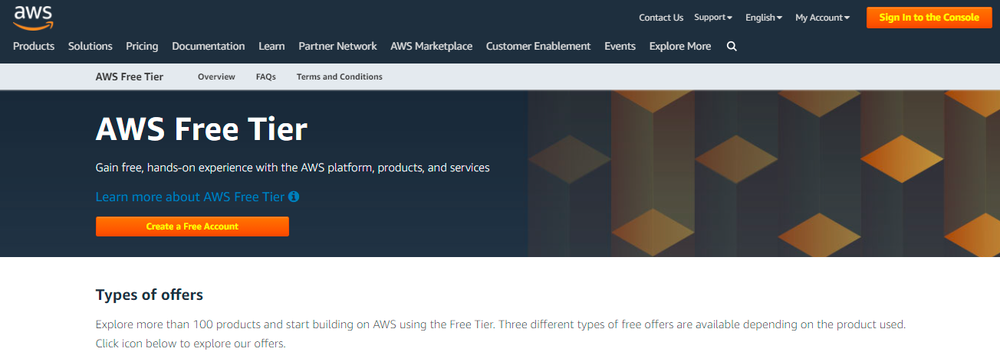 aws
Contact Us Support English My Account Sign In to the Console
Products Solutions Pricing Documentation Learn Partner Network AWS Marketplace Customer Enablement Events Explore More
AWS Free Tier Overview FAQs Terms and Conditions
AWS Free Tier
Gain free, hands-on experience with the AWS platform, products, and services
Learn more about AWS Free Tier
Create a Free Account
Types of offers
Explore more than 100 products and start building on AWS using the Free Tier. Three different types of free offers are available depending on the product used.
Click icon below to explore our offers.